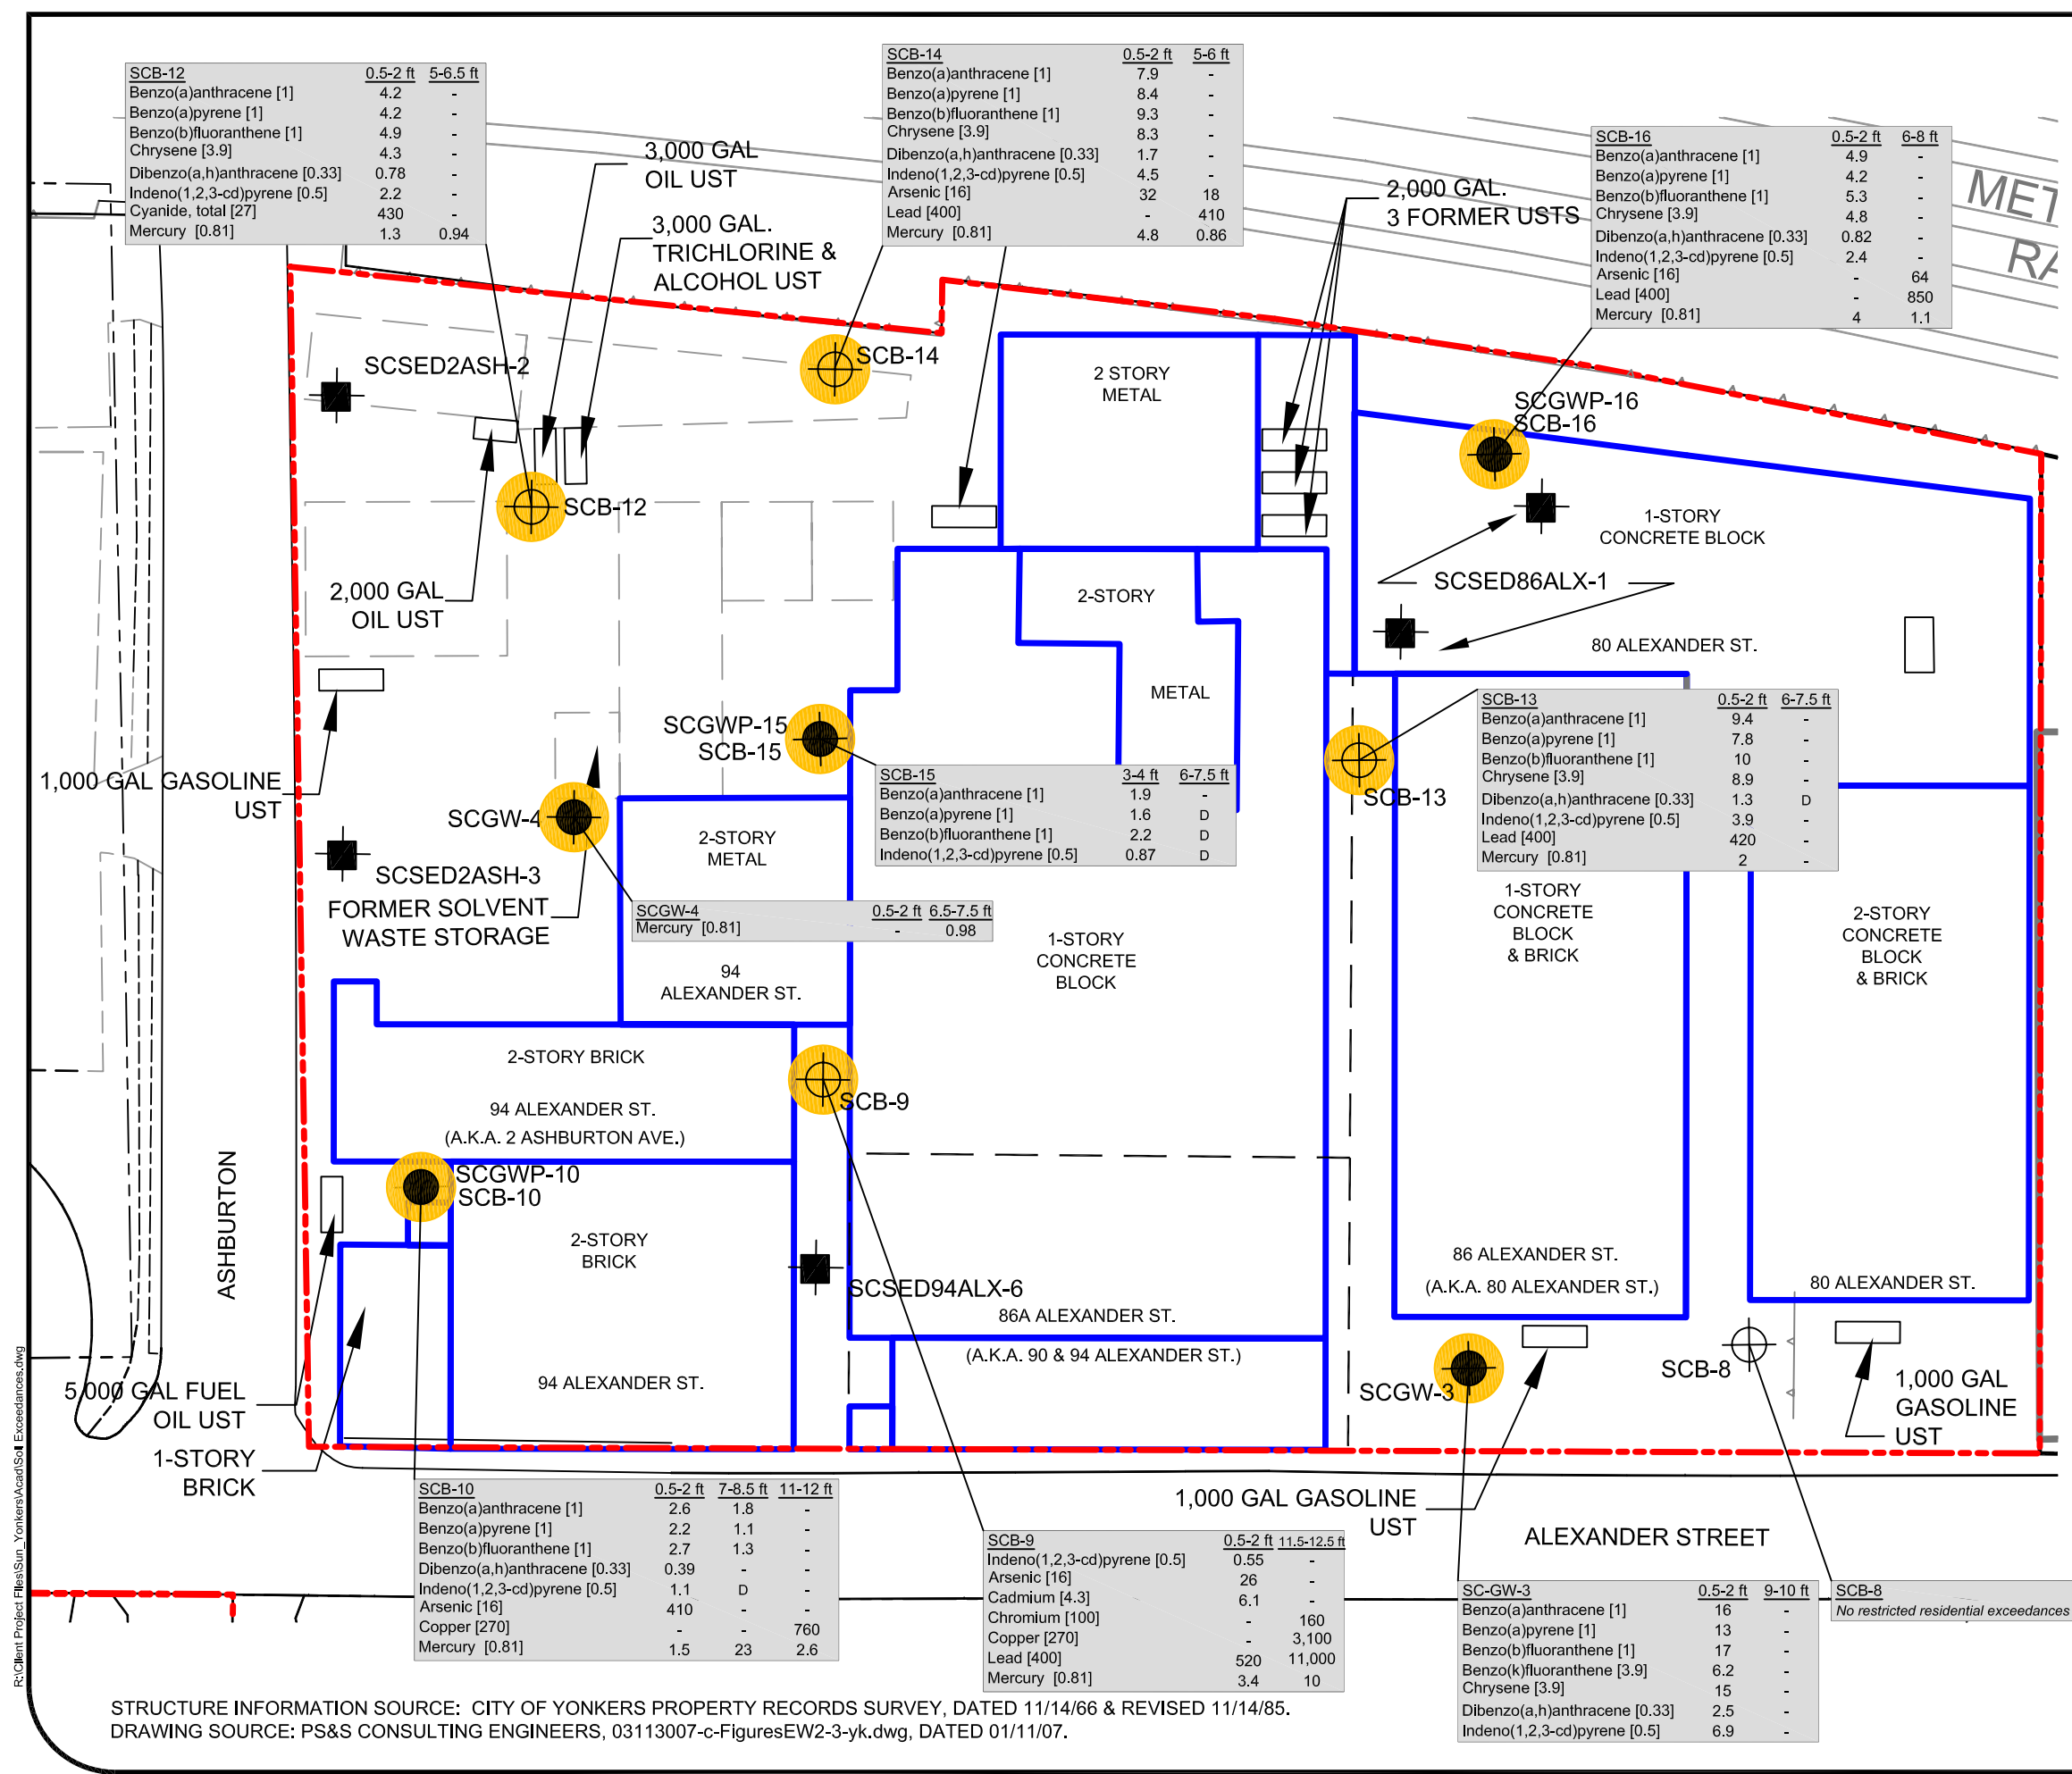 SCB-12 0.5-2 ft 5-6.5 ft
Benzo(a)anthracene [1] 4.2 -
Benzo(a)pyrene [1] 4.2 -
Benzo(b)fluoranthene [1] 4.9 -
Chrysene [3.9] 4.3 -
Dibenzo(a,h)anthracene [0.33] 0.78 -
Indeno(1,2,3-cd)pyrene [0.5] 2.2 -
Cyanide, total [27] 430 -
Mercury [0.81] 1.3 0.94
SCB-14 0.5-2 ft 5-6 ft
Benzo(a)anthracene [1] 7.9 -
Benzo(a)pyrene [1] 8.4 -
Benzo(b)fluoranthene [1] 9.3 -
Chrysene [3.9] 8.3 -
Dibenzo(a,h)anthracene [0.33] 1.7 -
Indeno(1,2,3-cd)pyrene [0.5] 4.5 -
Arsenic [16] 32 18
Lead [400] - 410
Mercury [0.81] 4.8 0.86
SCB-16 0.5-2 ft 6-8 ft
Benzo(a)anthracene [1] 4.9 -
Benzo(a)pyrene [1] 4.2 -
Benzo(b)fluoranthene [1] 5.3 -
Chrysene [3.9] 4.8 -
Dibenzo(a,h)anthracene [0.33] 0.82 -
Indeno(1,2,3-cd)pyrene [0.5] 2.4 -
Arsenic [16] - 64
Lead [400] - 850
Mercury [0.81] 4 1.1
MET
RA
3,000 GAL
OIL UST
3,000 GAL.
TRICHLORINE &
ALCOHOL UST
2,000 GAL.
3 FORMER USTS
SCSED2ASH-2
SCB-14
2 STORY
METAL
SCGWP-16
SCB-16
SCB-12
1-STORY
CONCRETE BLOCK
2,000 GAL
OIL UST
2-STORY
SCSED86ALX-1
80 ALEXANDER ST.
METAL
SCGWP-15
SCB-15
1,000 GAL GASOLINE
UST
SCB-13
SCB-13 0.5-2 ft 6-7.5 ft
Benzo(a)anthracene [1] 9.4 -
Benzo(a)pyrene [1] 7.8 -
Benzo(b)fluoranthene [1] 10 -
Chrysene [3.9] 8.9 -
Dibenzo(a,h)anthracene [0.33] 1.3 D
Indeno(1,2,3-cd)pyrene [0.5] 3.9 -
Lead [400] 420 -
Mercury [0.81] 2 -
SCB-15 3-4 ft 6-7.5 ft
Benzo(a)anthracene [1] 1.9 -
Benzo(a)pyrene [1] 1.6 D
Benzo(b)fluoranthene [1] 2.2 D
Indeno(1,2,3-cd)pyrene [0.5] 0.87 D
SCGW-4
2-STORY
METAL
SCSED2ASH-3
FORMER SOLVENT
WASTE STORAGE
SCGW-4 0.5-2 ft 6.5-7.5 ft
Mercury [0.81] - 0.98
94
ALEXANDER ST.
1-STORY
CONCRETE
BLOCK
1-STORY
CONCRETE
BLOCK
& BRICK
2-STORY
CONCRETE
BLOCK
& BRICK
2-STORY BRICK
94 ALEXANDER ST.
(A.K.A. 2 ASHBURTON AVE.)
SCB-9
SCGWP-10
SCB-10
ASHBURTON
2-STORY
BRICK
SCSED94ALX-6
86A ALEXANDER ST.
(A.K.A. 90 & 94 ALEXANDER ST.)
86 ALEXANDER ST.
(A.K.A. 80 ALEXANDER ST.)
80 ALEXANDER ST.
94 ALEXANDER ST.
SCGW-3
SCB-8
1,000 GAL
GASOLINE
UST
5,000 GAL FUEL
OIL UST
1-STORY
BRICK
1,000 GAL GASOLINE
UST
ALEXANDER STREET
SCB-10 0.5-2 ft 7-8.5 ft 11-12 ft
Benzo(a)anthracene [1] 2.6 1.8 -
Benzo(a)pyrene [1] 2.2 1.1 -
Benzo(b)fluoranthene [1] 2.7 1.3 -
Dibenzo(a,h)anthracene [0.33] 0.39 - -
Indeno(1,2,3-cd)pyrene [0.5] 1.1 D -
Arsenic [16] 410 - -
Copper [270] - - 760
Mercury [0.81] 1.5 23 2.6
SCB-9 0.5-2 ft 11.5-12.5 ft
Indeno(1,2,3-cd)pyrene [0.5] 0.55 -
Arsenic [16] 26 -
Cadmium [4.3] 6.1 -
Chromium [100] - 160
Copper [270] - 3,100
Lead [400] 520 11,000
Mercury [0.81] 3.4 10
SC-GW-3 0.5-2 ft 9-10 ft
Benzo(a)anthracene [1] 16 -
Benzo(a)pyrene [1] 13 -
Benzo(b)fluoranthene [1] 17 -
Benzo(k)fluoranthene [3.9] 6.2 -
Chrysene [3.9] 15 -
Dibenzo(a,h)anthracene [0.33] 2.5 -
Indeno(1,2,3-cd)pyrene [0.5] 6.9 -
SCB-8
No restricted residential exceedances
R:\Client Project Files\Sun_Yonkers\Acad\Soil Exceedances.dwg
STRUCTURE INFORMATION SOURCE: CITY OF YONKERS PROPERTY RECORDS SURVEY, DATED 11/14/66 & REVISED 11/14/85.
DRAWING SOURCE: PS&S CONSULTING ENGINEERS, 03113007-c-FiguresEW2-3-yk.dwg, DATED 01/11/07.